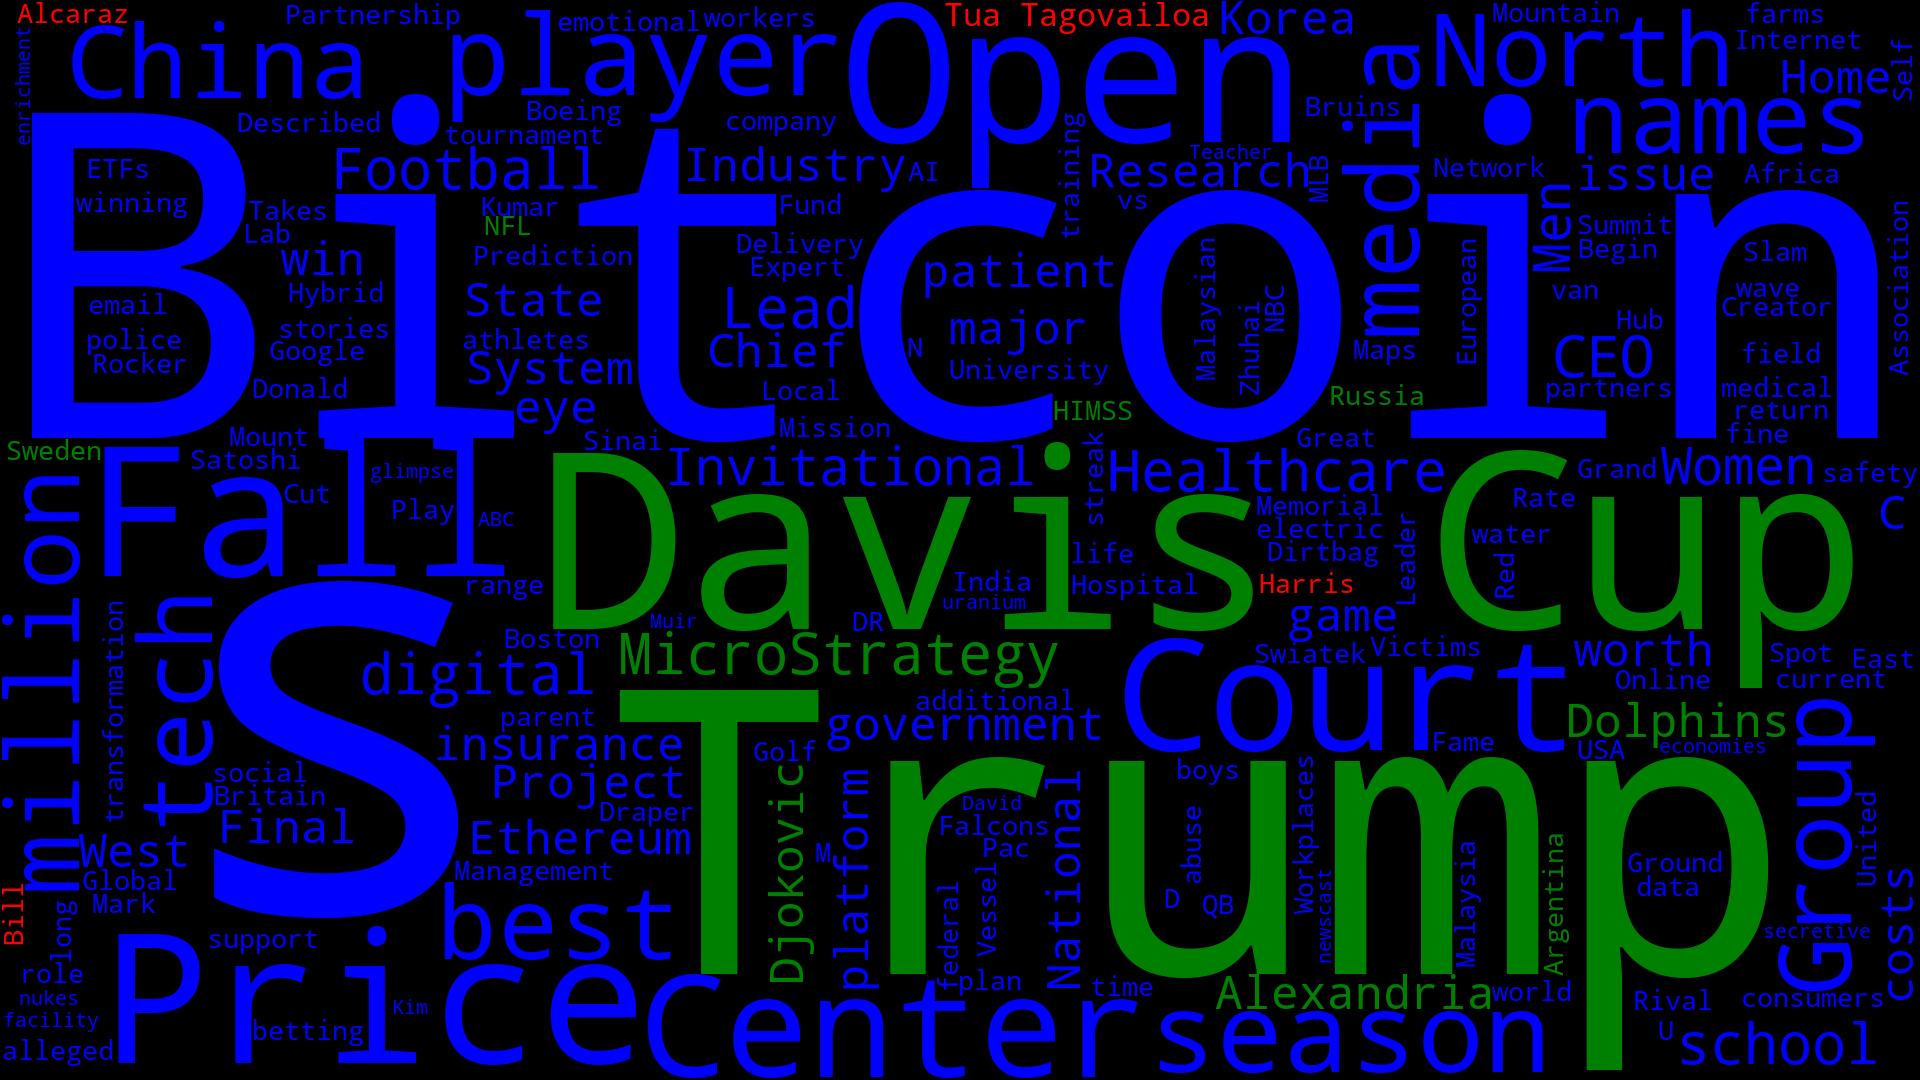 Alcaraz
Partnership
emotional
workers
Tua Tagovailoa
Korea
Mountain
farms
China
player
Open
media
North
Internet
Self
enrichment
Home
Described
Boeing
tournament
company
training
Bruins
names
Bitcoin
ETFs
winning
Football
Industry
AI
Research
Teacher
MLB
Network
issue
Africa
Takes
Lab
Kumar
NFL
Fund
vs
Men
Summit
Begin
Association
win
Hybrid
Prediction
Delivery
Expert
patient
Malaysian
European
Slam
email
State
Lead
major
Zhuhai
NBC
van
wave
Creator
police
Rocker
stories
Google
athletes
System
Chief
N
University
Maps
Hub
CEO
field
Donald
eye
Local
HIMSS
Russia
partners
medical
return
fine
Sweden
Mount
Satoshi
Sinai
Mission
Great
Fall
glimpse
Invitational
streak
Healthcare
Grand
Women
safety
million
Cut
Play
ABC
Davis Cup
Memorial
electric
Dirtbag
Leader
Rate
water
Red
C
tech
range
India
uranium
life
Hospital
Harris
game
transformation
S
Muir
Boston
DR
MicroStrategy
Court
Swiatek
Victims
worth
Online
Spot
East
current
digital
parent
additional
government
Dolphins
Group
insurance
Trump
Golf
Fame
USA
economies
social
Britain
Project
Djokovic
platform
David
National
boys
Workplaces
United
Final
Draper
Ethereum
M
Falcons
Pac
abuse
Malaysia
Argentina
Ground
data
West
Global
Mark
Management
Bill
long
best
federal
Vessel
D
QB
newscast
costs
support
secretive
role
nukes
facility
alleged
Price
betting
Kim
Center
plan
time
season
Alexandria
world
Rival
consumers
U
school